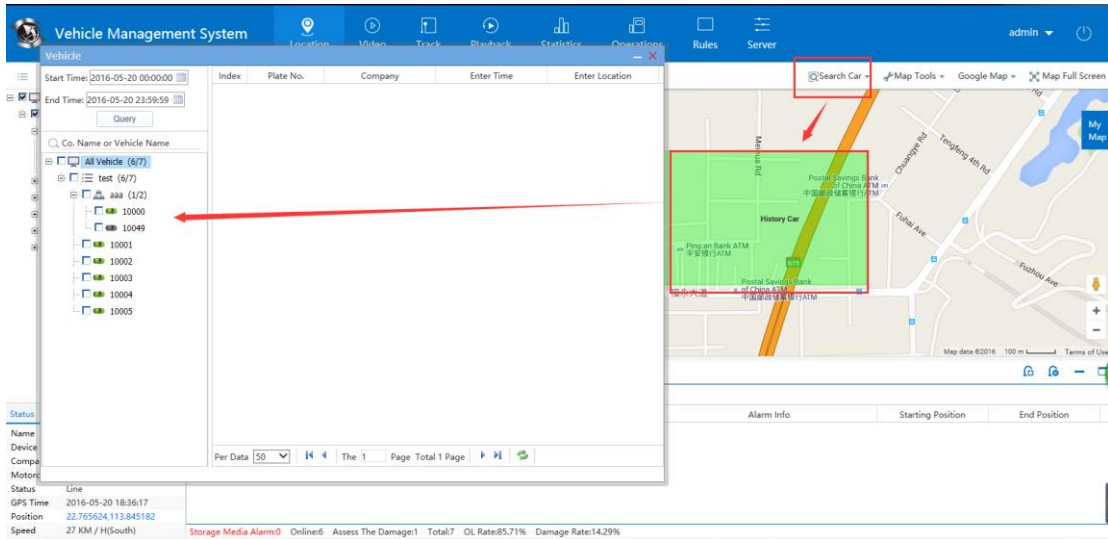 Vehicle Management System
Location Video Track Playback Statistics Operations Rules Server
admin
Vehicle
Start Time: 2016-05-20 00:00:00
End Time: 2016-05-20 23:59:59
Query
Co. Name or Vehicle Name
All Vehicle (6/7)
test (6/7)
aaa (1/2)
10000
10049
10001
10002
10003
10004
10005
Index Plate No. Company Enter Time Enter Location
Per Data 50 The 1 Page Total 1 Page
Search Car Map Tools Google Map Map Full Screen
My Map
Meihua Rd
Chuangye Rd
Tengfeng 4th Rd
Postal Savings Bank
of China ATM
中国邮政储蓄银行ATM
History Car
Fuhai Ave
Ping an Bank ATM
平安银行ATM
Postal Savings Bank
of China ATM
中国邮政储蓄银行ATM
福永大道
Fuzhou Ave
Map data ©2016 100 m Terms of Use
Alarm Info Starting Position End Position
Status
Name
Device
Compa
Motorc
Status Line
GPS Time 2016-05-20 18:36:17
Position 22.765624,113.845182
Speed 27 KM / H(South)
Storage Media Alarm:0 Online:6 Assess The Damage:1 Total:7 OL Rate:85.71% Damage Rate:14.29%